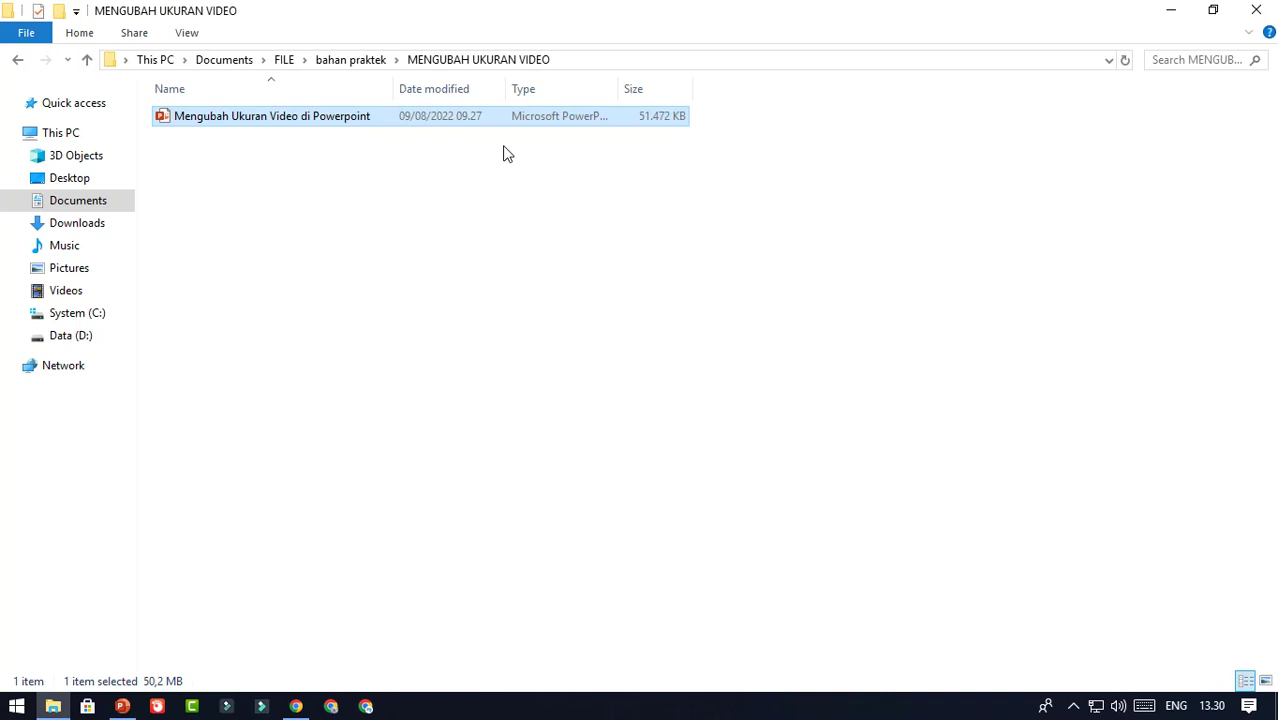 MENGUBAH UKURAN VIDEO
File Home Share View
This PC Documents FILE bahan praktek MENGUBAH UKURAN VIDEO Search MENGUB...
Name Date modified Type Size
Mengubah Ukuran Video di Powerpoint 09/08/2022 09.27 Microsoft PowerP... 51.472 KB
Quick access
This PC
3D Objects
Desktop
Documents
Downloads
Music
Pictures
Videos
System (C:)
Data (D:)
Network
1 item 1 item selected 50,2 MB
ENG 13.30